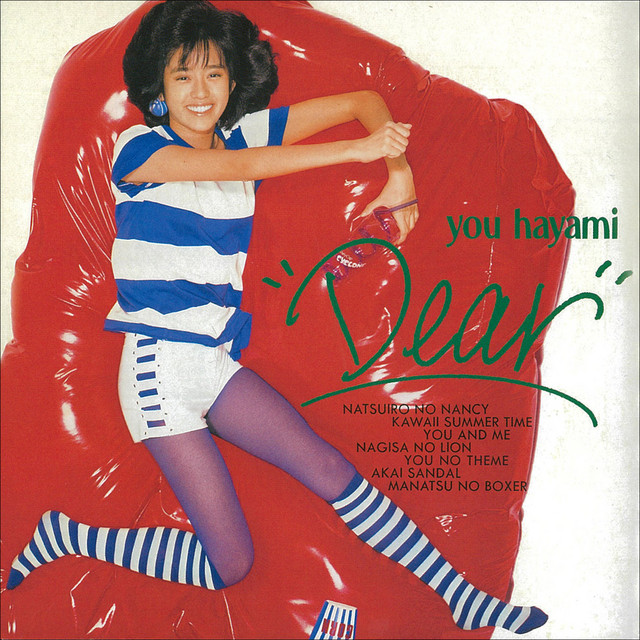 you hayami
"Dear"
NATSUIRO NO NANCY
KAWAII SUMMER TIME
YOU AND ME
NAGISA NO LION
YOU NO THEME
AKAI SANDAL
MANATSU NO BOXER